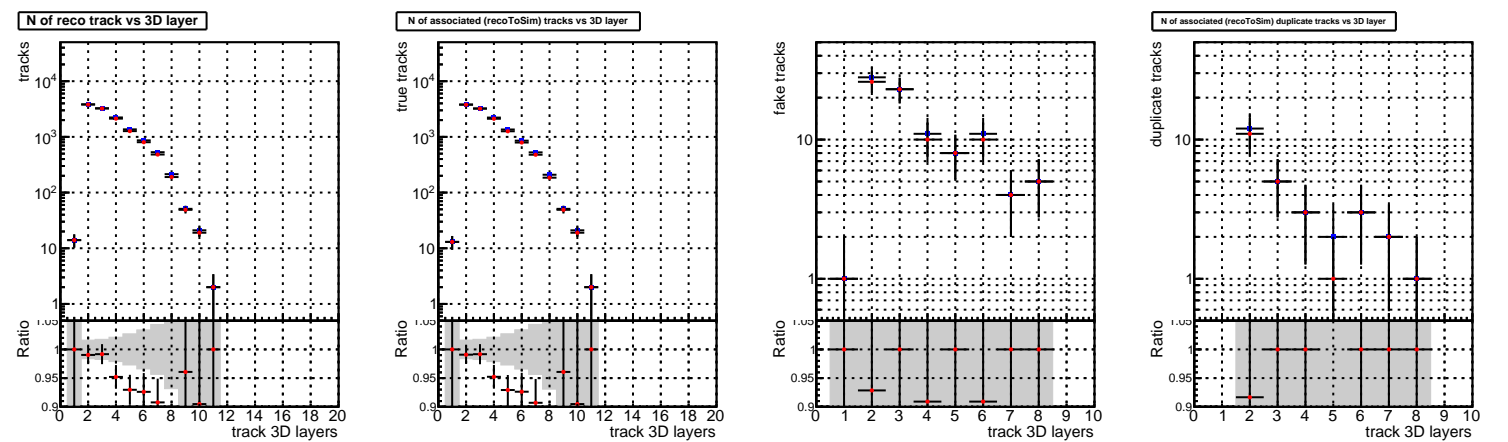 N of reco track vs 3D layer
tracks
10^4
10^3
10^2
10
1
1.05
1
0.95
0.9
Ratio
0 2 4 6 8 10 12 14 16 18 20
track 3D layers
N of associated (recoToSim) tracks vs 3D layer
true tracks
10^4
10^3
10^2
10
1
1.05
1
0.95
0.9
Ratio
0 2 4 6 8 10 12 14 16 18 20
track 3D layers
fake tracks
10
1
1.05
1
0.95
0.9
Ratio
0 1 2 3 4 5 6 7 8 9 10
track 3D layers
N of associated (recoToSim) duplicate tracks vs 3D layer
duplicate tracks
10
1
1.05
1
0.95
0.9
Ratio
0 1 2 3 4 5 6 7 8 9 10
track 3D layers